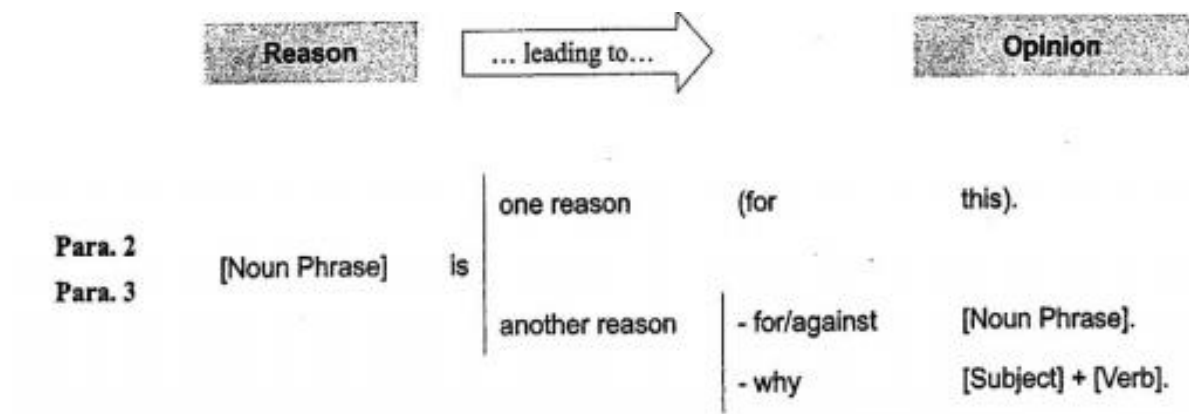 Reason ... leading to... Opinion
one reason (for this).
Para. 2
[Noun Phrase] is
Para. 3
another reason - for/against [Noun Phrase].
- why [Subject] + [Verb].